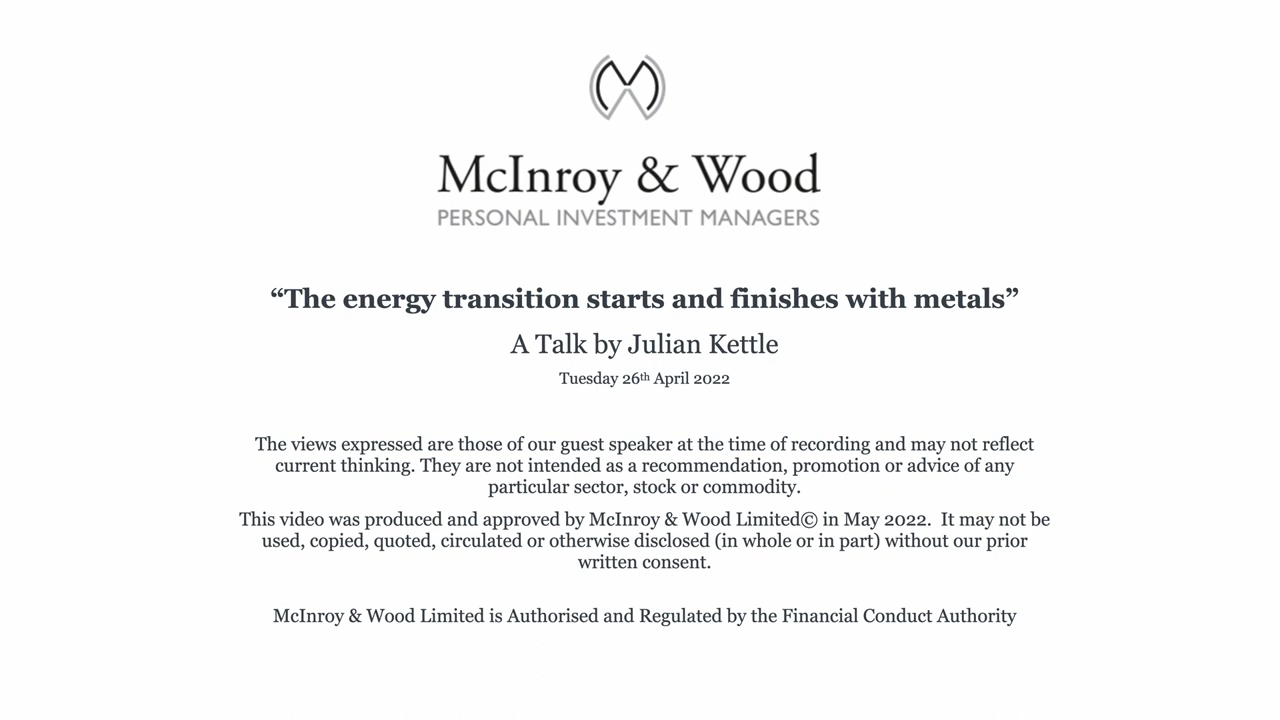 McInroy & Wood
PERSONAL INVESTMENT MANAGERS
“The energy transition starts and finishes with metals”
A Talk by Julian Kettle
Tuesday 26th April 2022
The views expressed are those of our guest speaker at the time of recording and may not reflect
current thinking. They are not intended as a recommendation, promotion or advice of any
particular sector, stock or commodity.
This video was produced and approved by McInroy & Wood Limited© in May 2022.  It may not be
used, copied, quoted, circulated or otherwise disclosed (in whole or in part) without our prior
written consent.
McInroy & Wood Limited is Authorised and Regulated by the Financial Conduct Authority